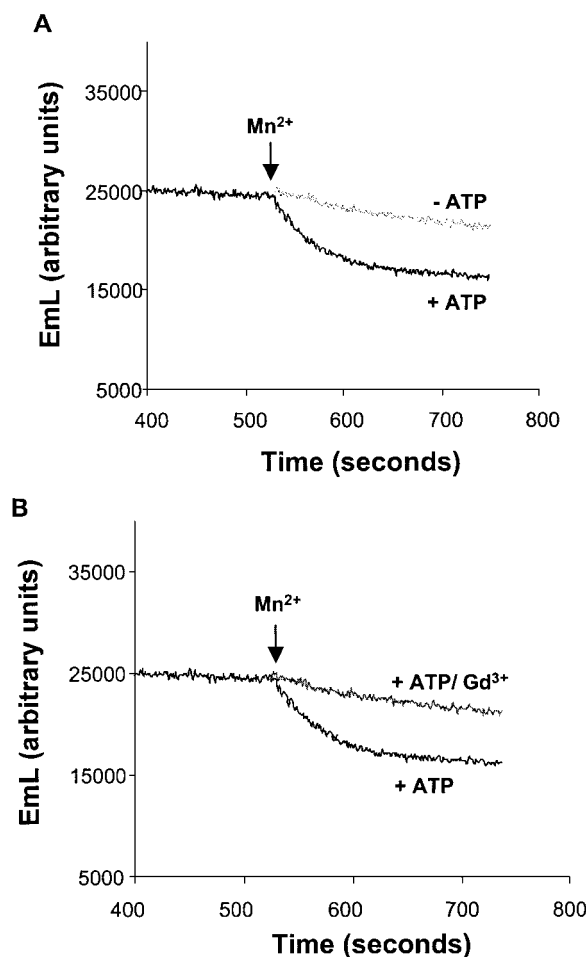 A
EmL (arbitrary units)
35000
25000
15000
5000
Mn²⁺
- ATP
+ ATP
400 500 600 700 800
Time (seconds)
B
EmL (arbitrary units)
35000
25000
15000
5000
Mn²⁺
+ ATP/ Gd³⁺
+ ATP
400 500 600 700 800
Time (seconds)